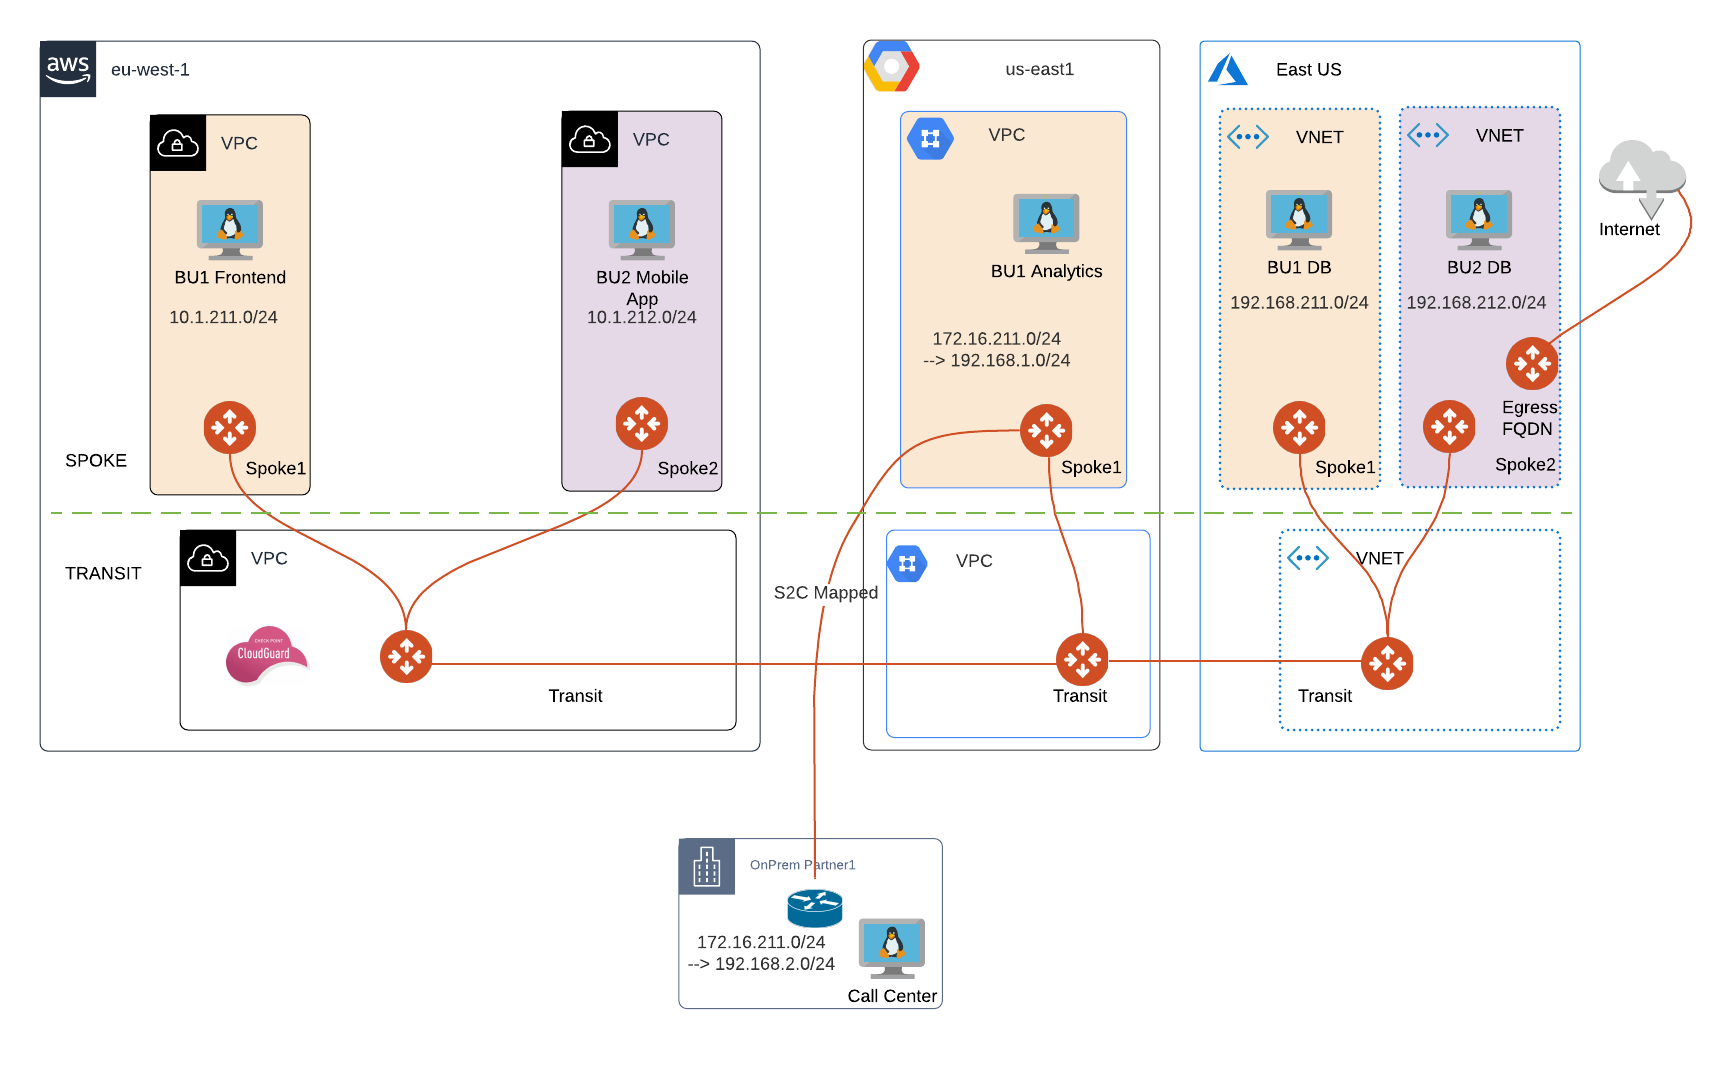 aws
eu-west-1
VPC
BU1 Frontend
10.1.211.0/24
Spoke1
VPC
BU2 Mobile
App
10.1.212.0/24
Spoke2
SPOKE
TRANSIT
VPC
CHECK POINT
CloudGuard
Transit
us-east1
VPC
BU1 Analytics
172.16.211.0/24
--> 192.168.1.0/24
Spoke1
VPC
Transit
S2C Mapped
East US
VNET
BU1 DB
192.168.211.0/24
Spoke1
VNET
BU2 DB
192.168.212.0/24
Egress
FQDN
Spoke2
Internet
VNET
Transit
OnPrem Partner1
172.16.211.0/24
--> 192.168.2.0/24
Call Center